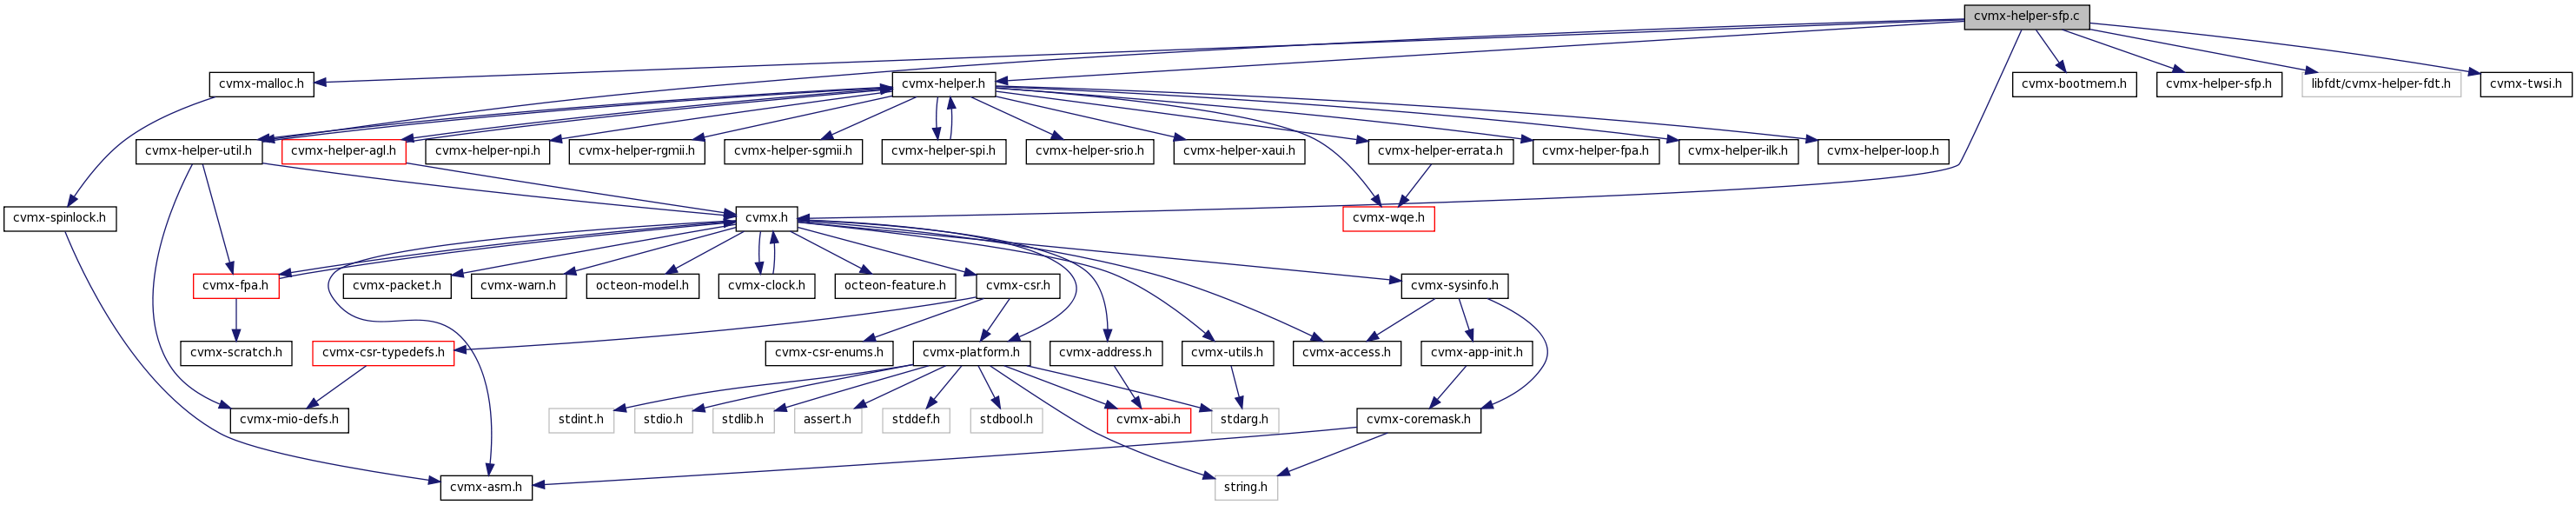 cvmx-helper-sfp.c
cvmx-malloc.h
cvmx-helper.h
cvmx-bootmem.h
cvmx-helper-sfp.h
libfdt/cvmx-helper-fdt.h
cvmx-twsi.h
cvmx-helper-util.h
cvmx-helper-agl.h
cvmx-helper-npi.h
cvmx-helper-rgmii.h
cvmx-helper-sgmii.h
cvmx-helper-spi.h
cvmx-helper-srio.h
cvmx-helper-xaui.h
cvmx-helper-errata.h
cvmx-helper-fpa.h
cvmx-helper-ilk.h
cvmx-helper-loop.h
cvmx-spinlock.h
cvmx.h
cvmx-wqe.h
cvmx-fpa.h
cvmx-packet.h
cvmx-warn.h
octeon-model.h
cvmx-clock.h
octeon-feature.h
cvmx-csr.h
cvmx-sysinfo.h
cvmx-scratch.h
cvmx-csr-typedefs.h
cvmx-csr-enums.h
cvmx-platform.h
cvmx-address.h
cvmx-utils.h
cvmx-access.h
cvmx-app-init.h
cvmx-mio-defs.h
stdint.h
stdio.h
stdlib.h
assert.h
stddef.h
stdbool.h
cvmx-abi.h
stdarg.h
cvmx-coremask.h
cvmx-asm.h
string.h